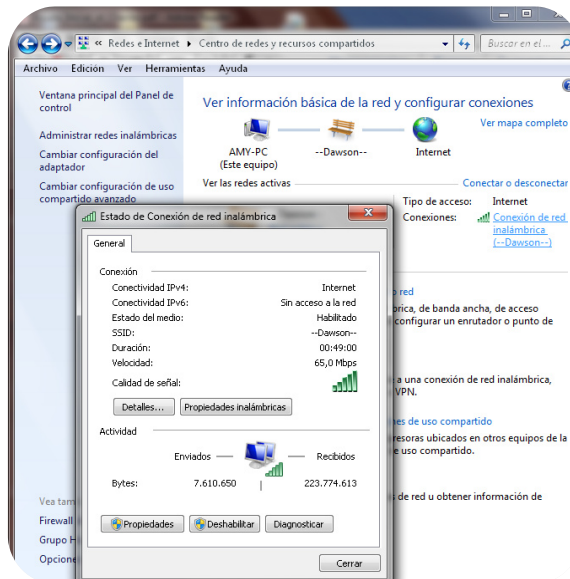 « Redes e Internet ▸ Centro de redes y recursos compartidos
Buscar en el...
Archivo Edición Ver Herramientas Ayuda
Ventana principal del Panel de
control
Administrar redes inalámbricas
Cambiar configuración del
adaptador
Cambiar configuración de uso
compartido avanzado
Ver información básica de la red y configurar conexiones
Ver mapa completo
AMY-PC
(Este equipo)
--Dawson--
Internet
Ver las redes activas
Conectar o desconectar
Tipo de acceso: Internet
Conexiones: Conexión de red
inalámbrica
(--Dawson--)
Estado de Conexión de red inalámbrica
General
Conexión
Conectividad IPv4: Internet
Conectividad IPv6: Sin acceso a la red
Estado del medio: Habilitado
SSID: --Dawson--
Duración: 00:49:00
Velocidad: 65,0 Mbps
Calidad de señal:
Detalles... Propiedades inalámbricas
Actividad
Enviados Recibidos
Bytes: 7.610.650 223.774.613
Propiedades Deshabilitar Diagnosticar
Cerrar
red
brica, de banda ancha, de acceso
configurar un enrutador o punto de
a una conexión de red inalámbrica,
VPN.
es de uso compartido
resoras ubicados en otros equipos de la
e uso compartido.
de red u obtener información de
Vea tam
Firewall
Grupo H
Opcione